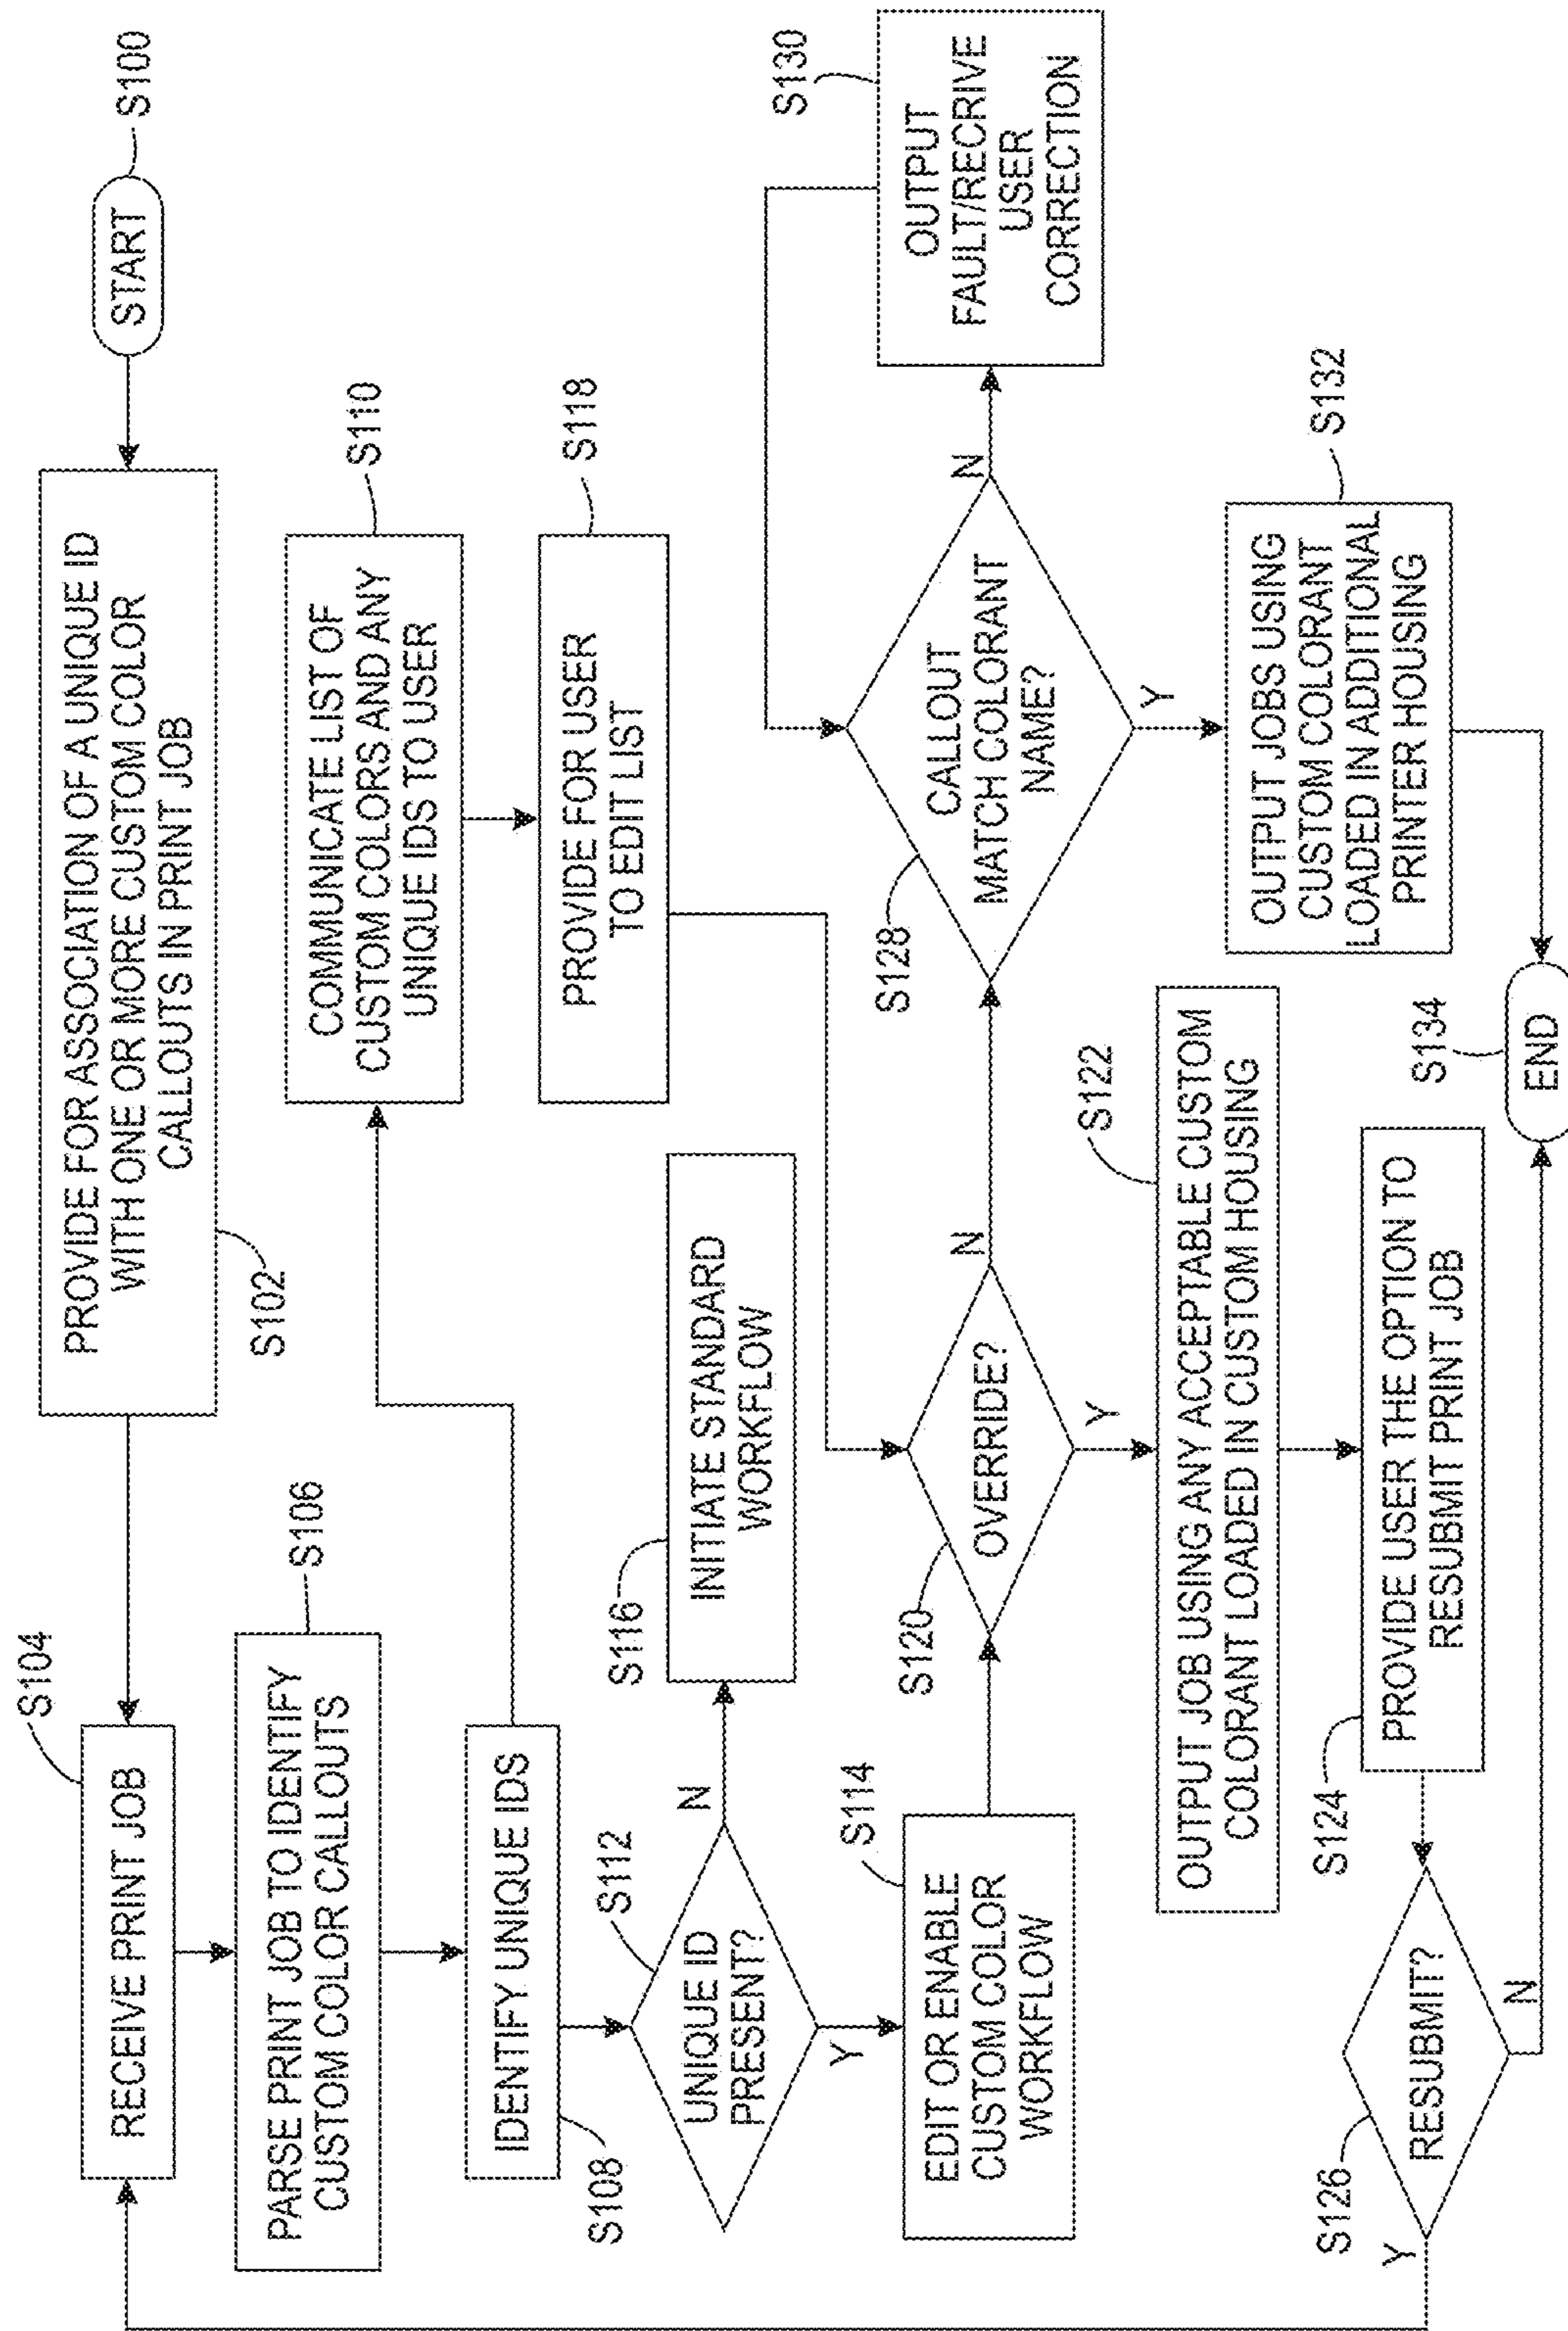 START
S100
PROVIDE FOR ASSOCIATION OF A UNIQUE ID
WITH ONE OR MORE CUSTOM COLOR
CALLOUTS IN PRINT JOB
S102
RECEIVE PRINT JOB
S104
PARSE PRINT JOB TO IDENTIFY
CUSTOM COLOR CALLOUTS
S106
IDENTIFY UNIQUE IDS
S108
COMMUNICATE LIST OF
CUSTOM COLORS AND ANY
UNIQUE IDS TO USER
S110
PROVIDE FOR USER
TO EDIT LIST
S118
UNIQUE ID
PRESENT?
S112
N
Y
INITIATE STANDARD
WORKFLOW
S116
EDIT OR ENABLE
CUSTOM COLOR
WORKFLOW
S114
OVERRIDE?
S120
N
Y
CALLOUT
MATCH COLORANT
NAME?
S128
N
Y
OUTPUT
FAULT/RECRIVE
USER
CORRECTION
S130
OUTPUT JOB USING ANY ACCEPTABLE CUSTOM
COLORANT LOADED IN CUSTOM HOUSING
S122
OUTPUT JOBS USING
CUSTOM COLORANT
LOADED IN ADDITIONAL
PRINTER HOUSING
S132
PROVIDE USER THE OPTION TO
RESUBMIT PRINT JOB
S124
RESUBMIT?
S126
Y
N
END
S134